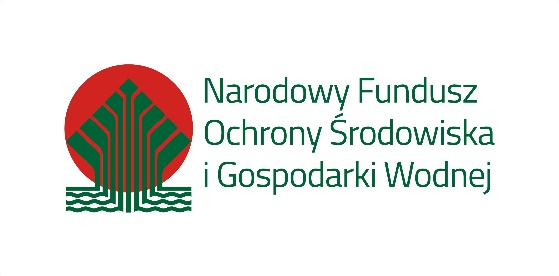 Narodowy Fundusz
Ochrony Środowiska
i Gospodarki Wodnej